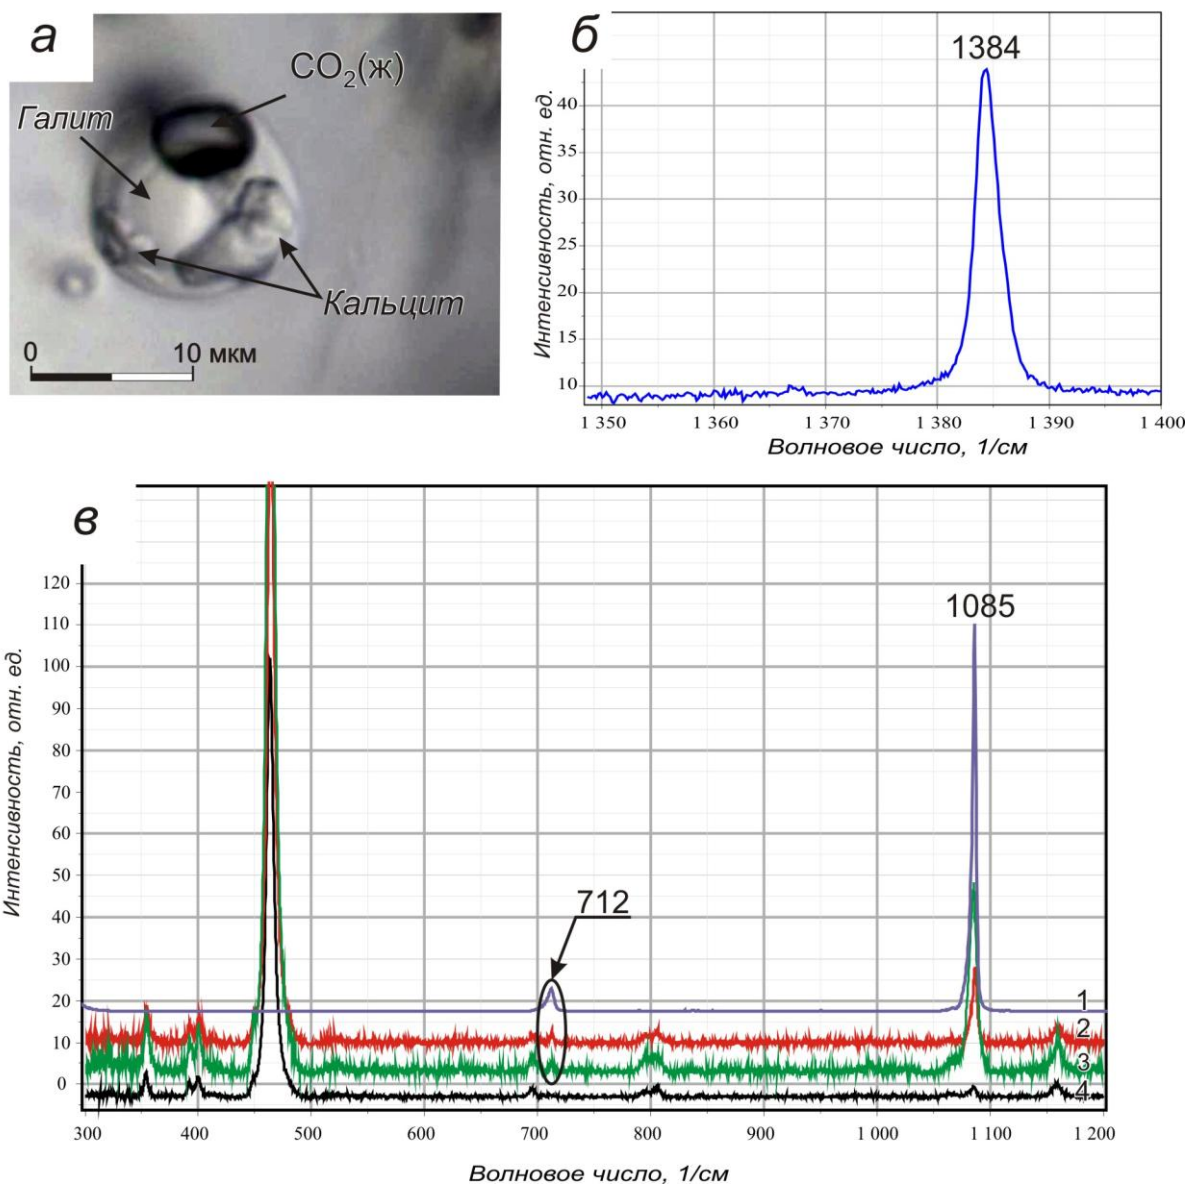 а
CO₂(ж)
Галит
Кальцит
0 10 мкм
б
1384
Интенсивность, отн. ед.
40
35
30
25
20
15
10
1 350 1 360 1 370 1 380 1 390 1 400
Волновое число, 1/см
в
1085
712
Интенсивность, отн. ед.
120
110
100
90
80
70
60
50
40
30
20
10
0
1
2
3
4
300 400 500 600 700 800 900 1 000 1 100 1 200
Волновое число, 1/см